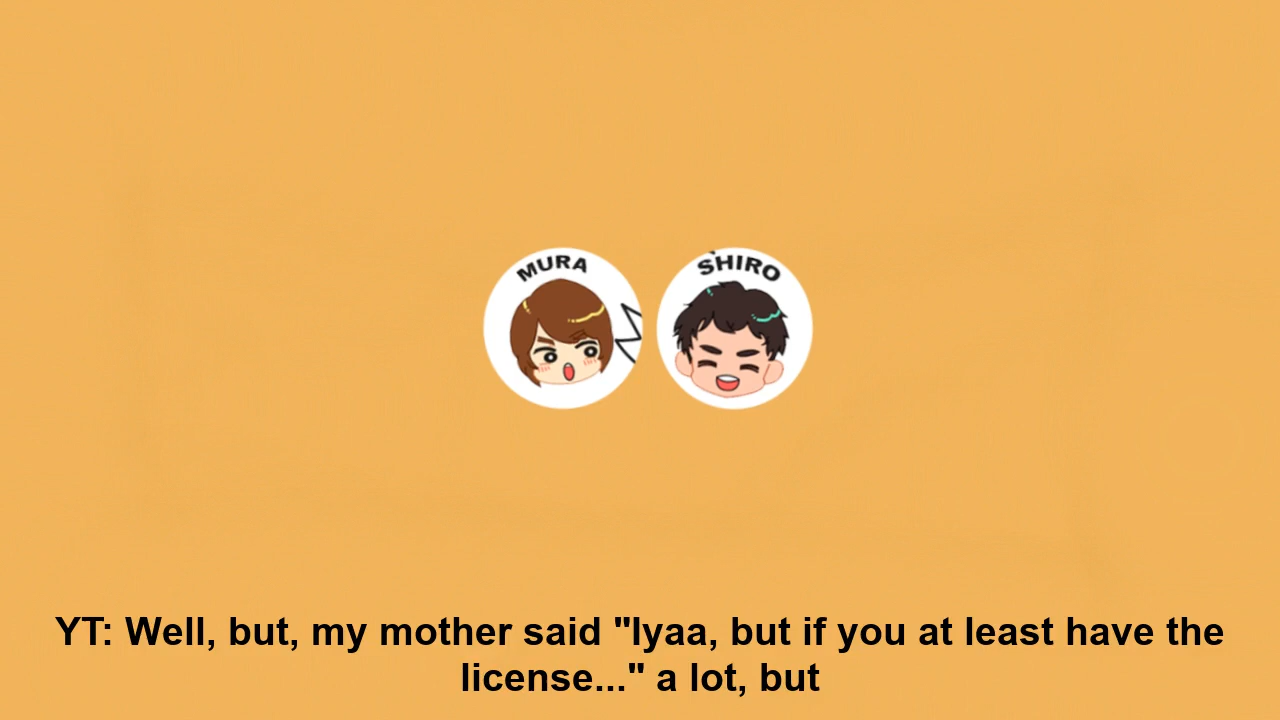 MURA
SHIRO
YT: Well, but, my mother said "Iyaa, but if you at least have the
license..." a lot, but